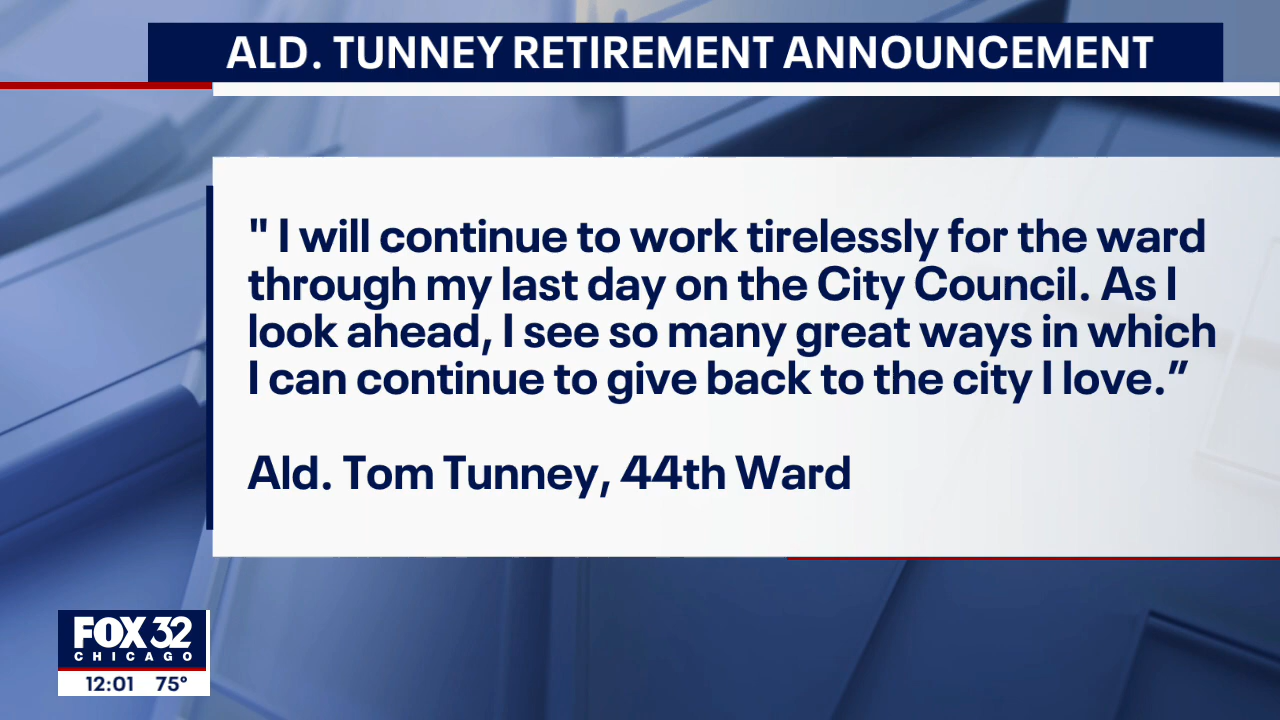 ALD. TUNNEY RETIREMENT ANNOUNCEMENT
" I will continue to work tirelessly for the ward
through my last day on the City Council. As I
look ahead, I see so many great ways in which
I can continue to give back to the city I love.”
Ald. Tom Tunney, 44th Ward
FOX 32
CHICAGO
12:01 75°